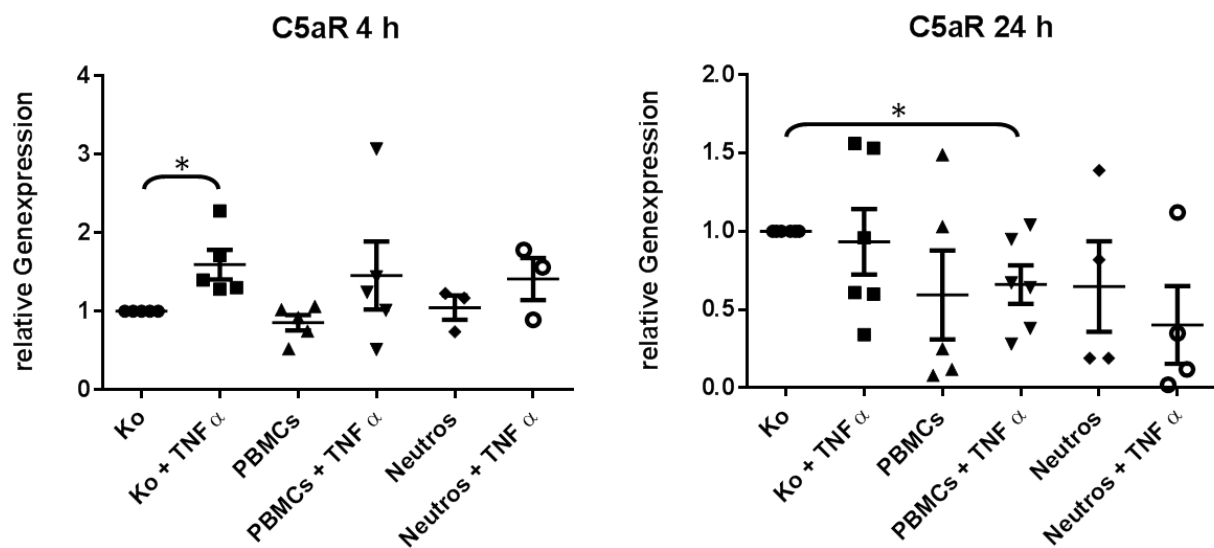 C5aR 4 h
relative Genexpression
4
3
2
1
0
*
Ko
Ko + TNF α
PBMCs
PBMCs + TNF α
Neutros
Neutros + TNF α
C5aR 24 h
relative Genexpression
2.0
1.5
1.0
0.5
0.0
*
Ko
Ko + TNF α
PBMCs
PBMCs + TNF α
Neutros
Neutros + TNF α